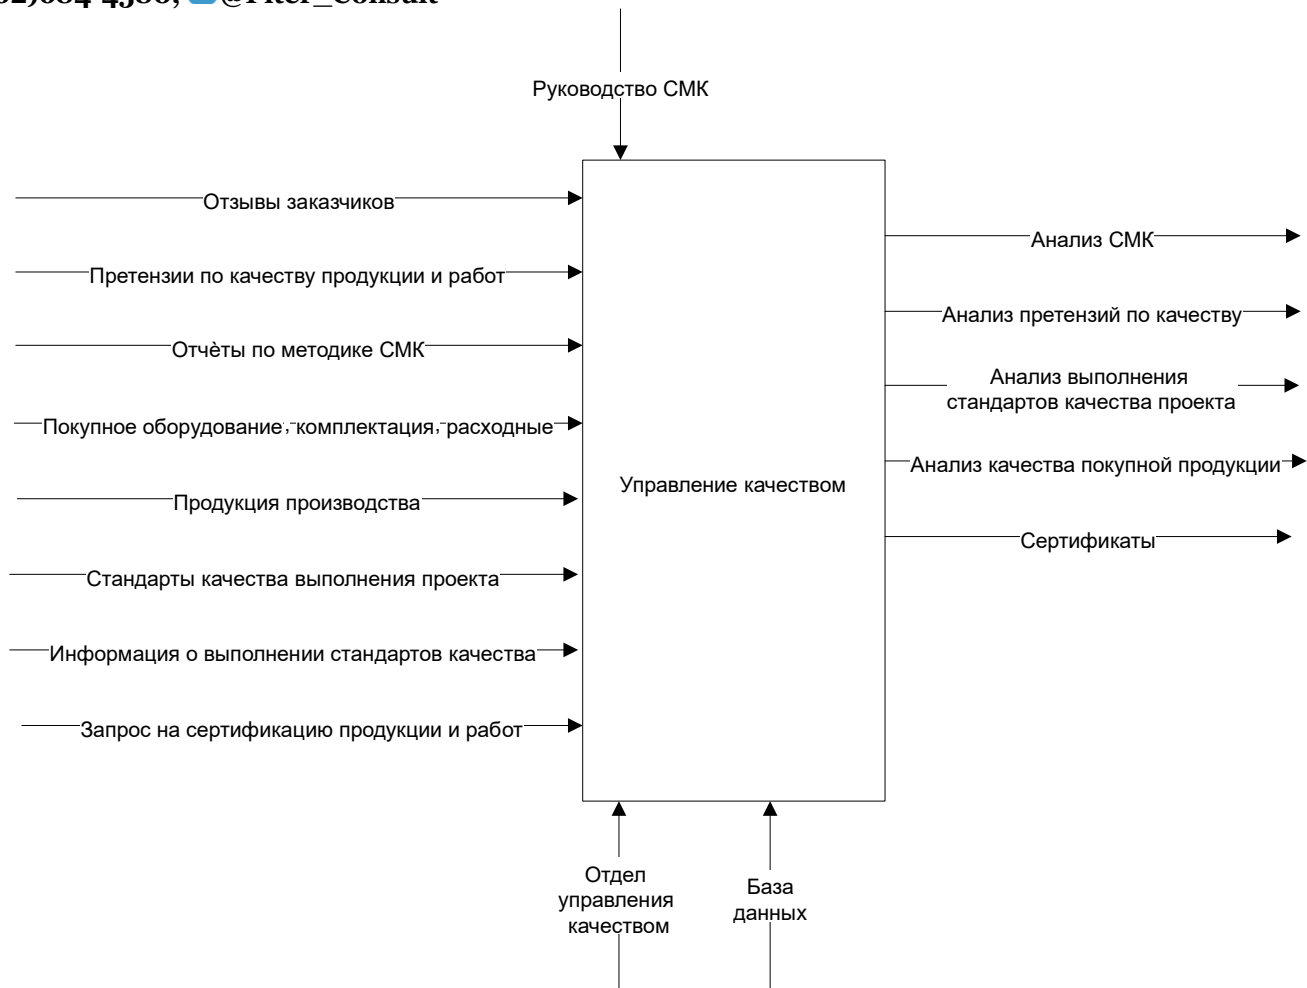 @Piter_Consult
Руководство СМК
Отзывы заказчиков
Анализ СМК
Претензии по качеству продукции и работ
Анализ претензий по качеству
Отчѐты по методике СМК
Анализ выполнения
стандартов качества проекта
Покупное оборудование, комплектация, расходные
Анализ качества покупной продукции
Управление качеством
Продукция производства
Сертификаты
Стандарты качества выполнения проекта
Информация о выполнении стандартов качества
Запрос на сертификацию продукции и работ
Отдел
управления
качеством
База
данных